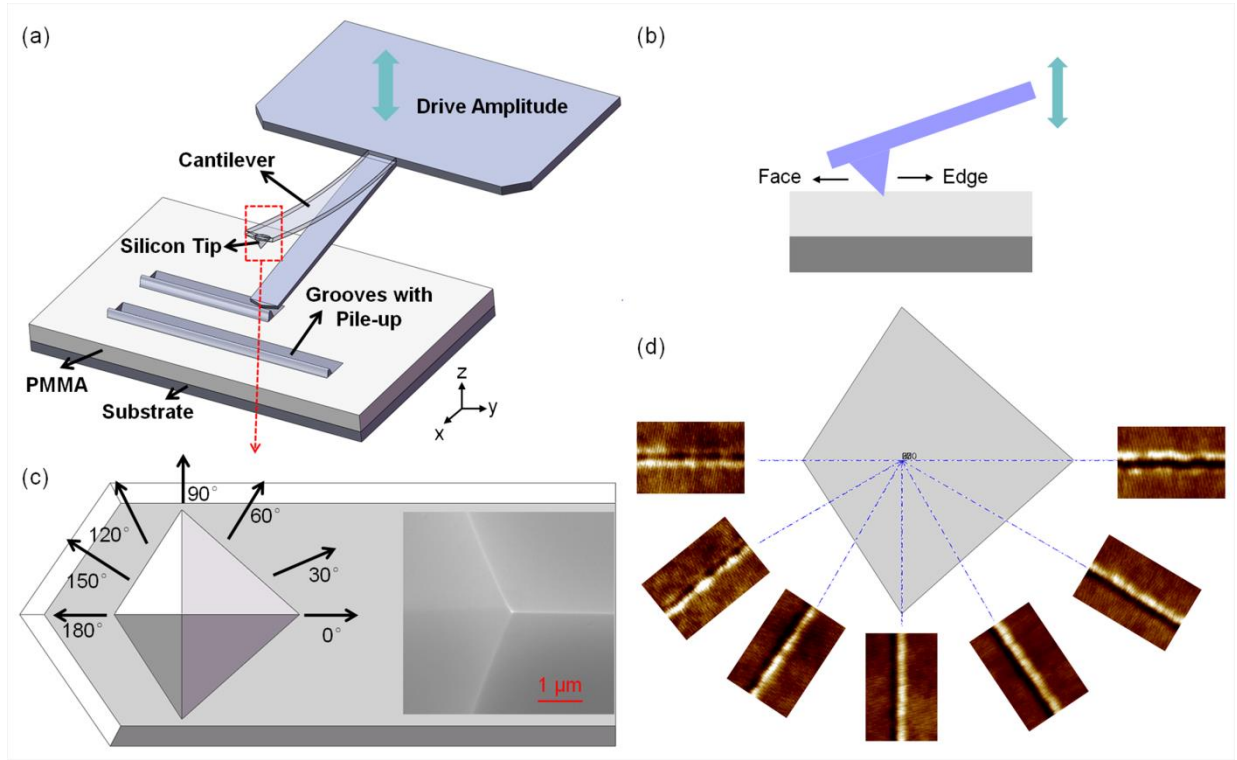 (a)
Drive Amplitude
Cantilever
Silicon Tip
Grooves with
Pile-up
PMMA
Substrate
z
y
x
(b)
Face
Edge
(c)
90°
120°
60°
150°
30°
180°
0°
1 μm
(d)